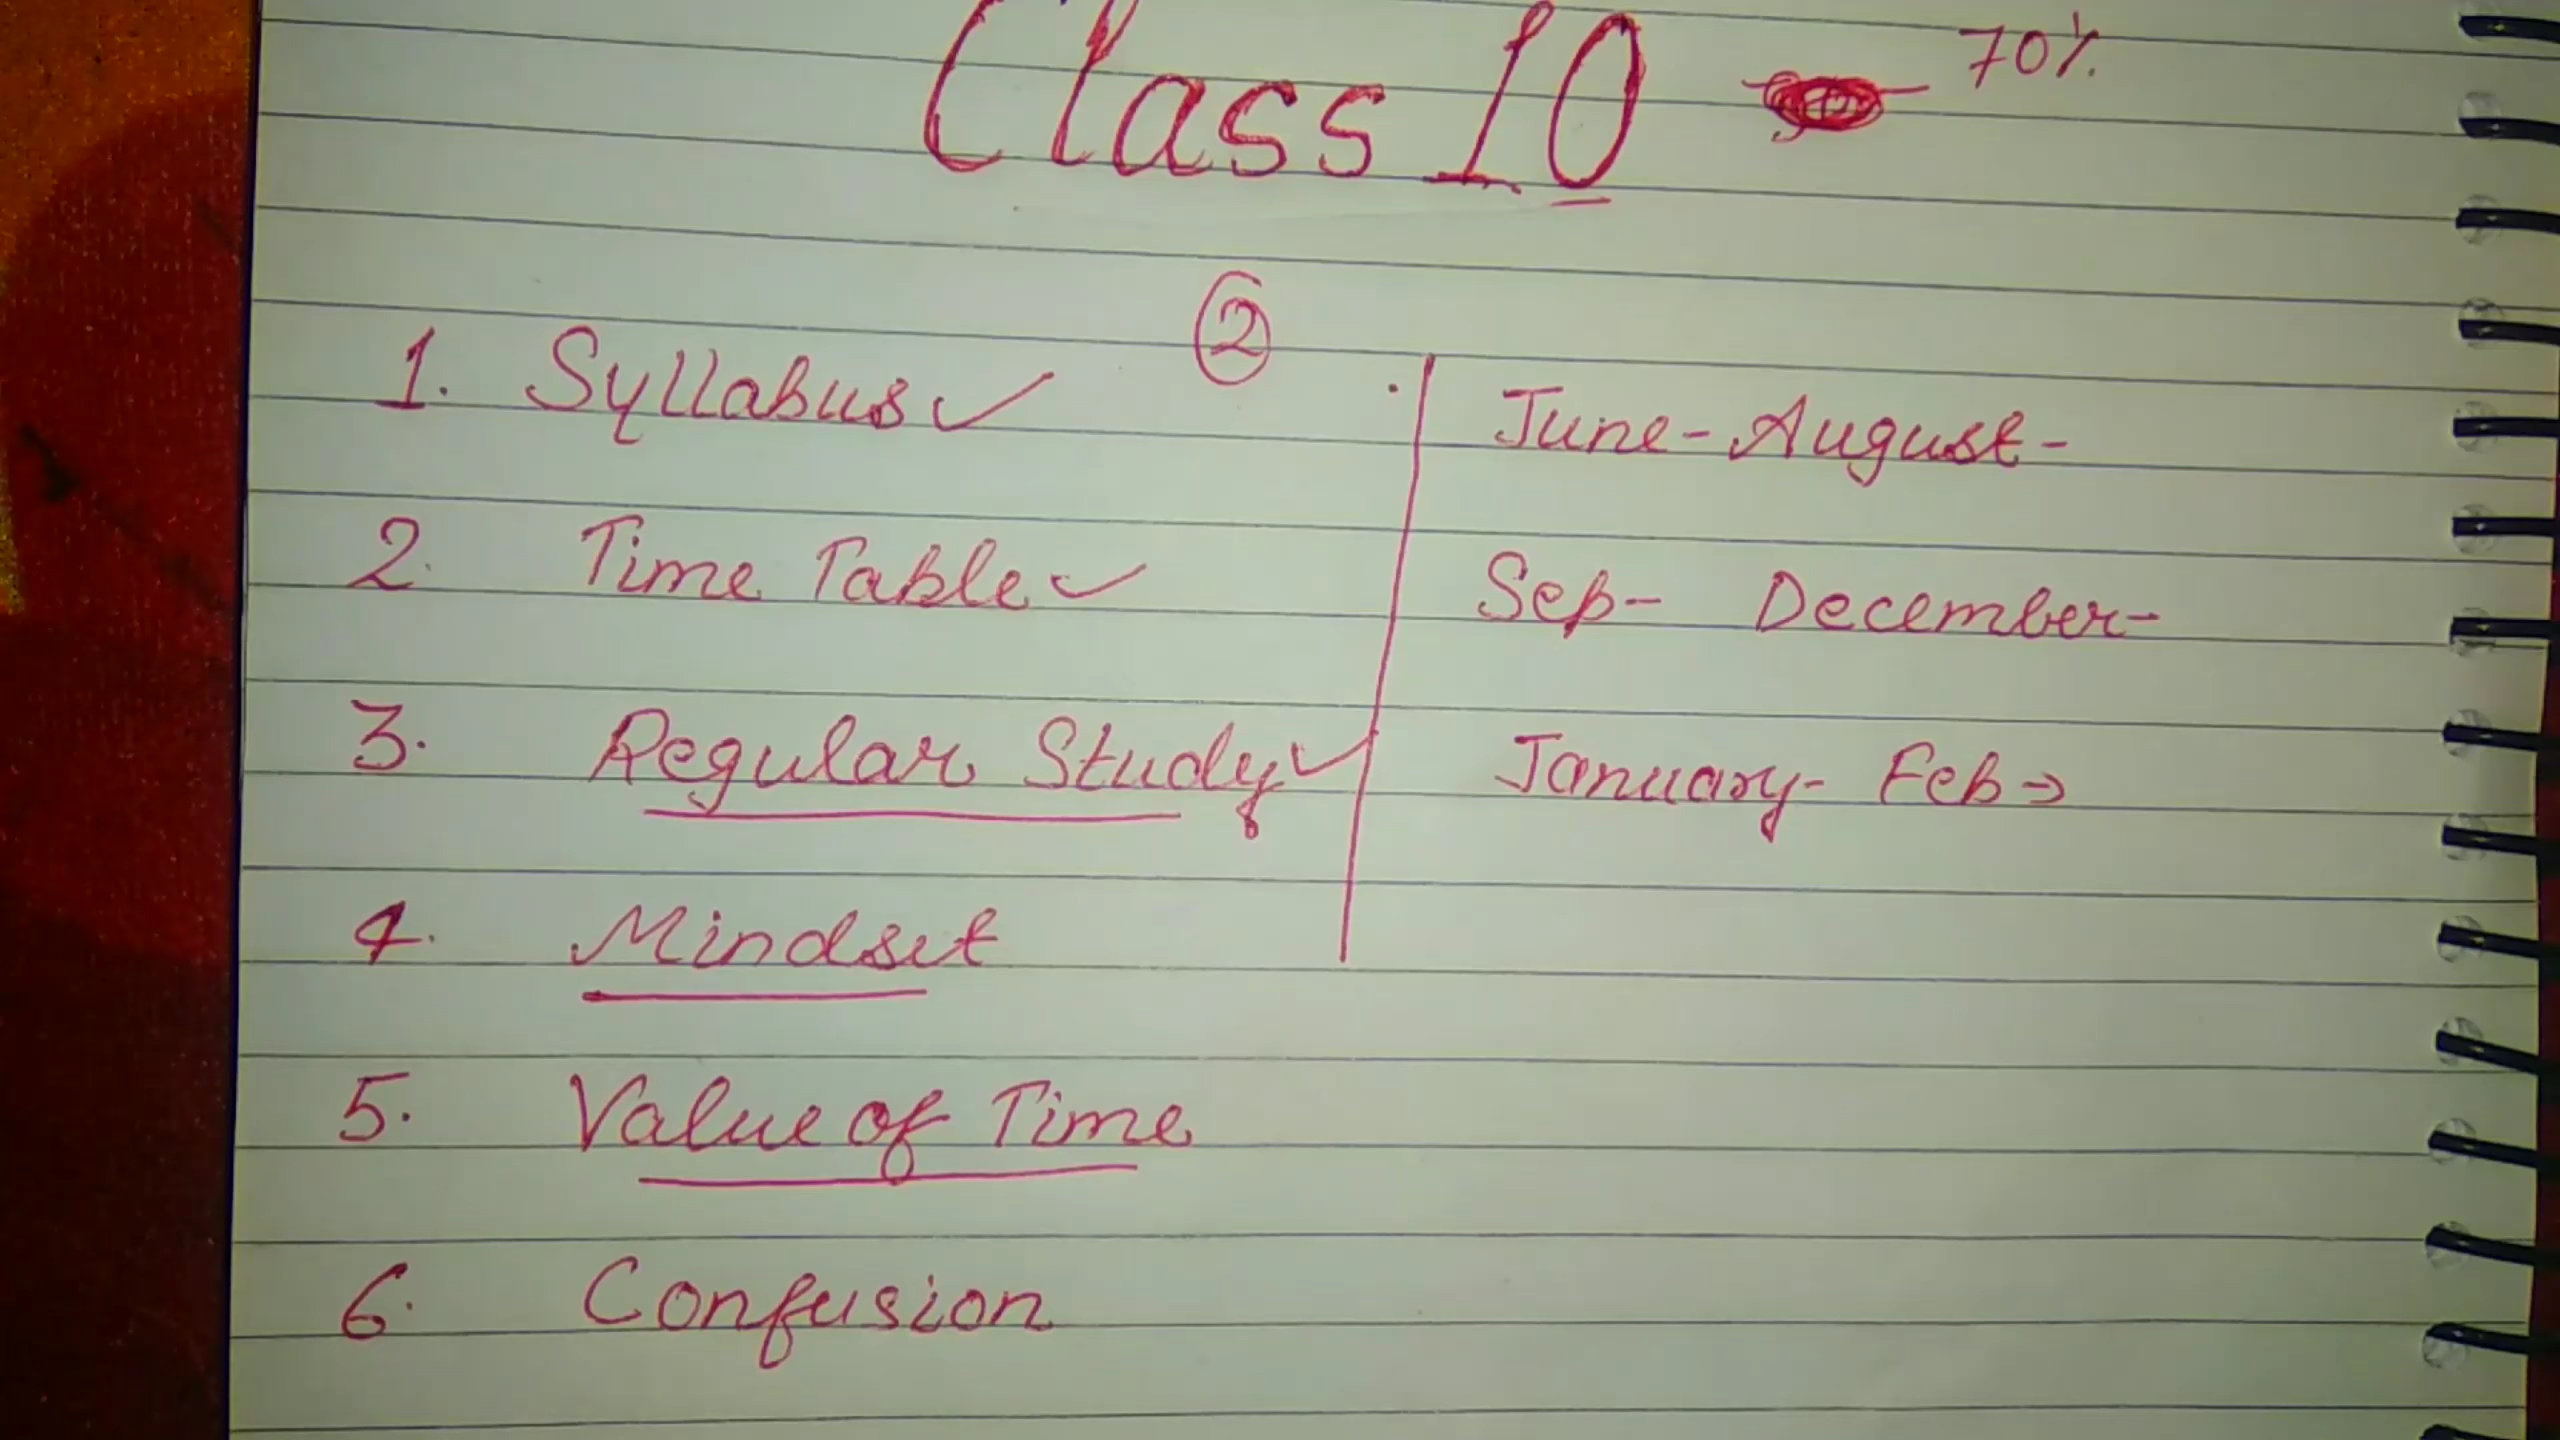 Class 10 70%
②
1. Syllabus ✓
2. Time Table ✓
3. Regular Study ✓
4. Mindset
5. Value of Time
6. Confusion
June - August -
Sep - December -
January - Feb →